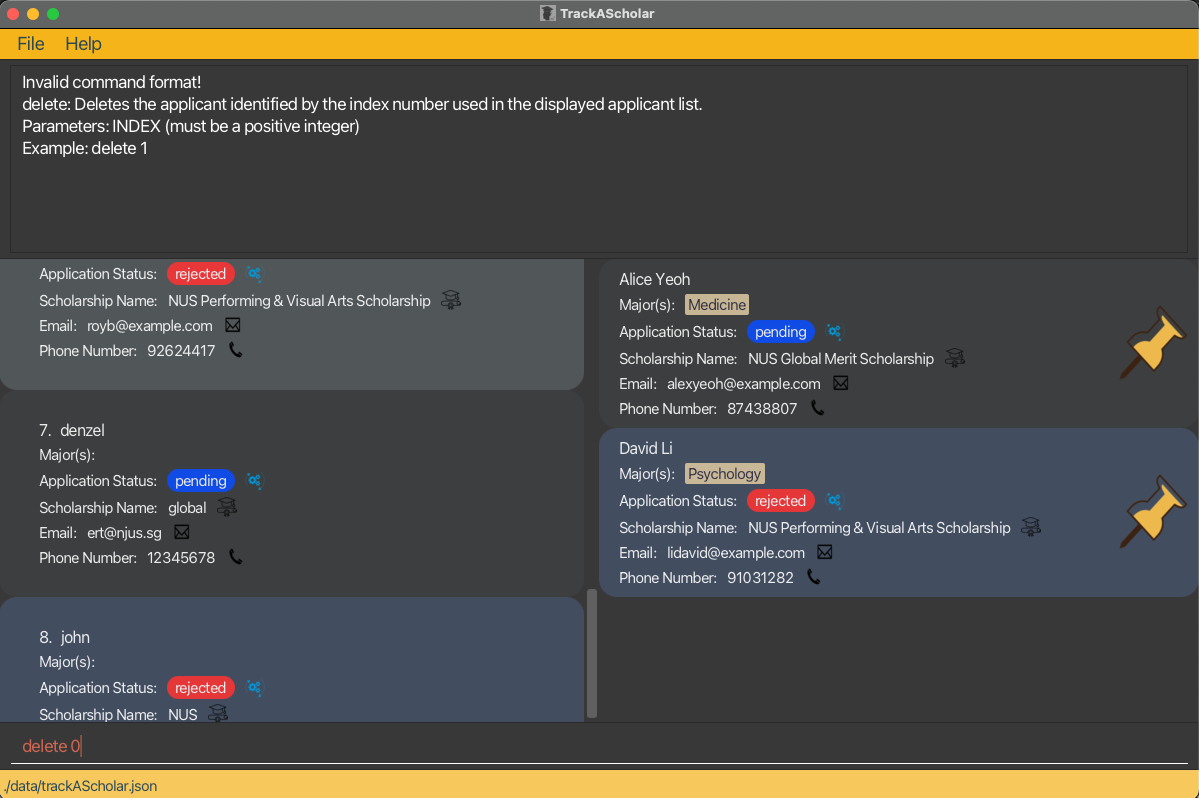 TrackAScholar
File Help
Invalid command format!
delete: Deletes the applicant identified by the index number used in the displayed applicant list.
Parameters: INDEX (must be a positive integer)
Example: delete 1
Application Status: rejected
Scholarship Name: NUS Performing & Visual Arts Scholarship
Email: royb@example.com
Phone Number: 92624417
7. denzel
Major(s):
Application Status: pending
Scholarship Name: global
Email: ert@njus.sg
Phone Number: 12345678
8. john
Major(s):
Application Status: rejected
Scholarship Name: NUS
Alice Yeoh
Major(s): Medicine
Application Status: pending
Scholarship Name: NUS Global Merit Scholarship
Email: alexyeoh@example.com
Phone Number: 87438807
David Li
Major(s): Psychology
Application Status: rejected
Scholarship Name: NUS Performing & Visual Arts Scholarship
Email: lidavid@example.com
Phone Number: 91031282
delete 0
./data/trackAScholar.json